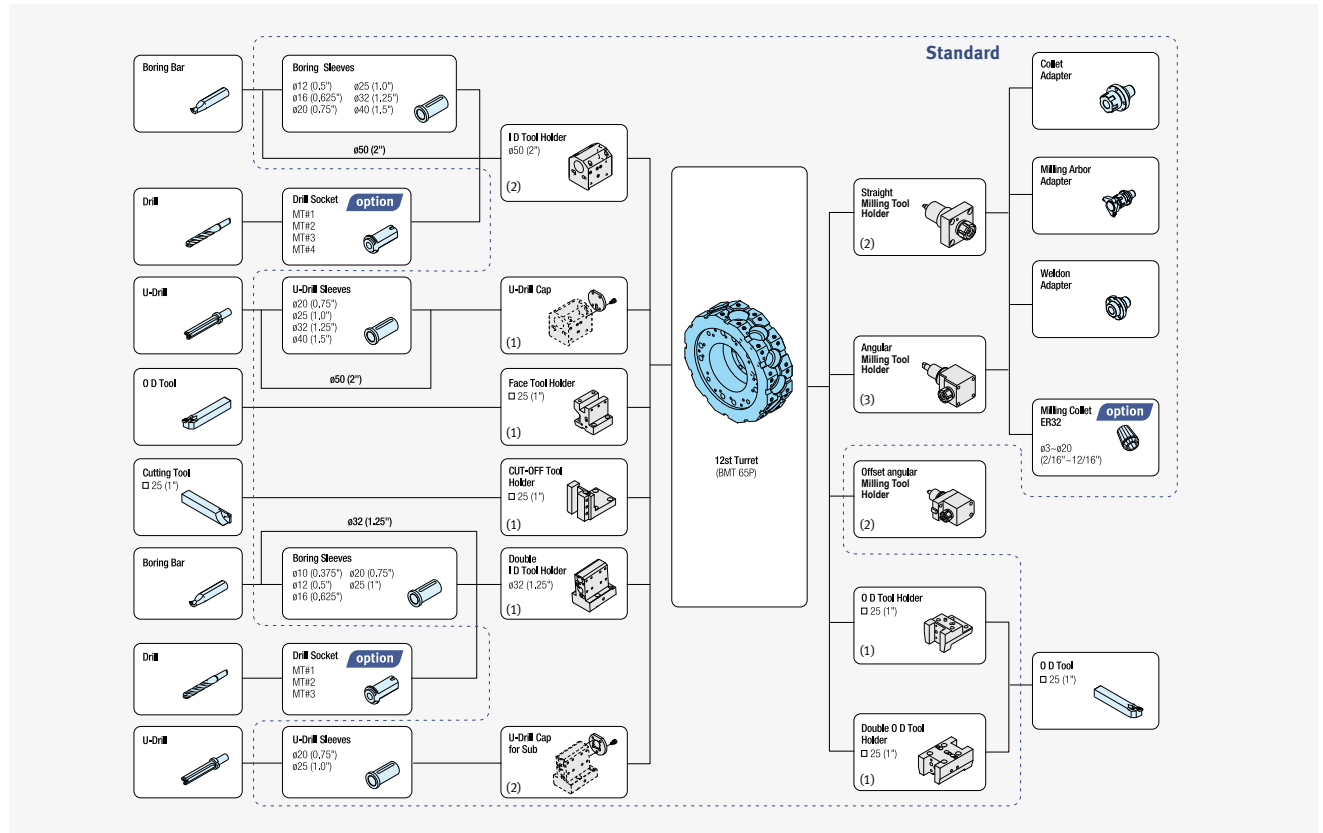 Standard
Boring Bar
Boring Sleeves
ø12 (0.5") ø25 (1.0")
ø16 (0.625") ø32 (1.25")
ø20 (0.75") ø40 (1.5")
ø50 (2")
I D Tool Holder
ø50 (2")
(2)
Drill
Drill Socket option
MT#1
MT#2
MT#3
MT#4
U-Drill
U-Drill Sleeves
ø20 (0.75")
ø25 (1.0")
ø32 (1.25")
ø40 (1.5")
ø50 (2")
U-Drill Cap
(1)
O D Tool
Face Tool Holder
□ 25 (1")
(1)
Cutting Tool
□ 25 (1")
CUT-OFF Tool
Holder
□ 25 (1")
(1)
ø32 (1.25")
Boring Bar
Boring Sleeves
ø10 (0.375") ø20 (0.75")
ø12 (0.5") ø25 (1")
ø16 (0.625")
Double
I D Tool Holder
ø32 (1.25")
(1)
Drill
Drill Socket option
MT#1
MT#2
MT#3
U-Drill
U-Drill Sleeves
ø20 (0.75")
ø25 (1.0")
U-Drill Cap
for Sub
(2)
12st Turret
(BMT 65P)
Straight
Milling Tool
Holder
(2)
Angular
Milling Tool
Holder
(3)
Offset angular
Milling Tool
Holder
(2)
O D Tool Holder
□ 25 (1")
(1)
Double O D Tool
Holder
□ 25 (1")
(1)
Collet
Adapter
Milling Arbor
Adapter
Weldon
Adapter
Milling Collet option
ER32
ø3~ø20
(2/16"~12/16")
O D Tool
□ 25 (1")